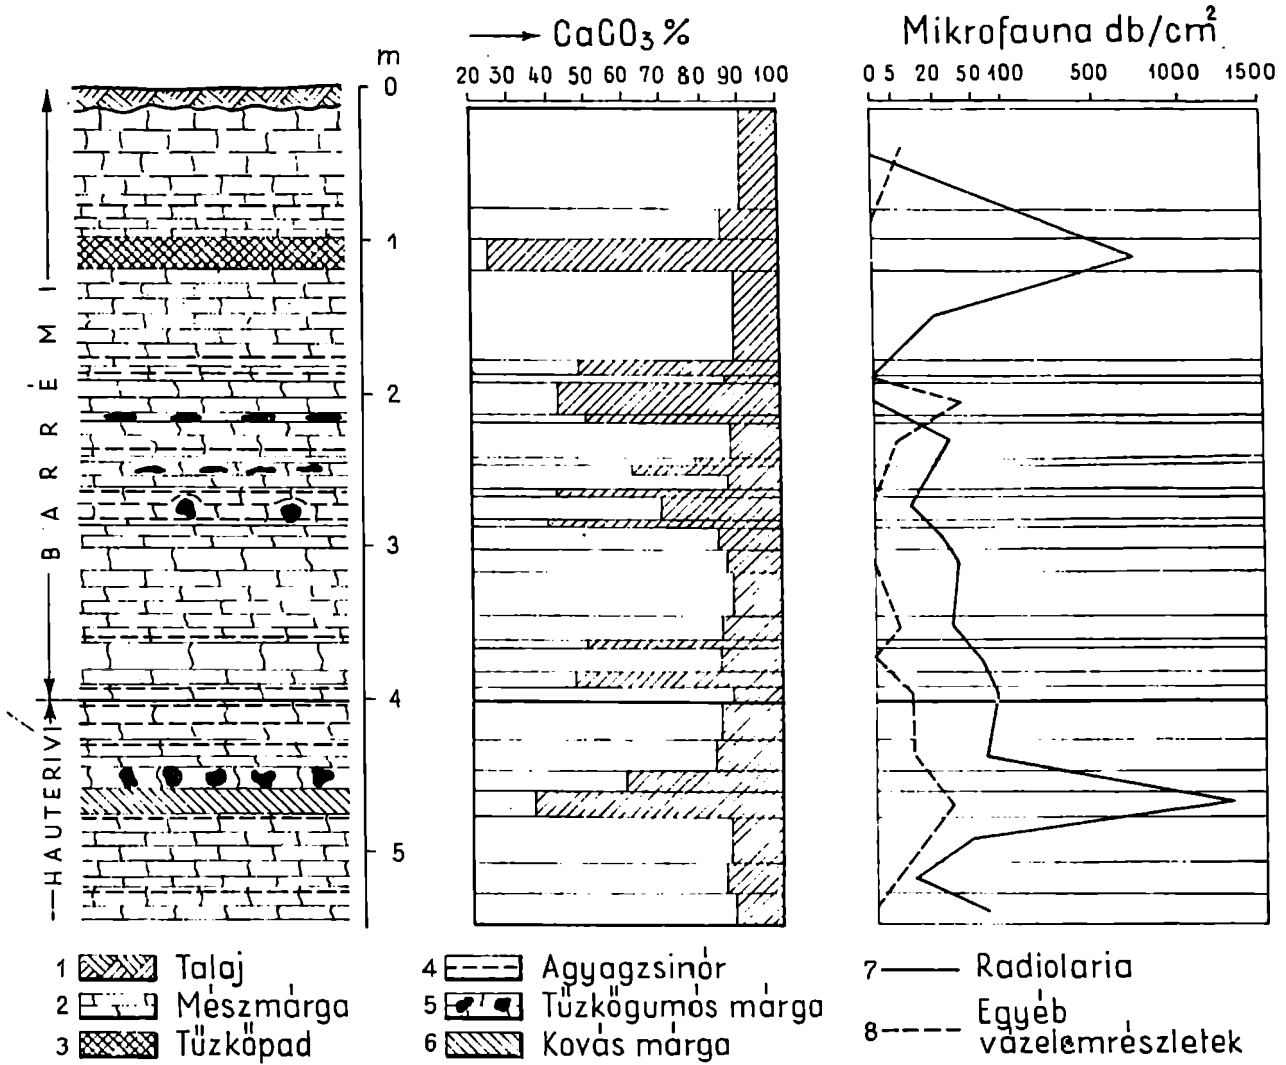 CaCO3 %
Mikrofauna db/cm2
m
20 30 40 50 60 70 80 90 100
0 5 20 50 100 500 1000 1500
0
1
2
3
4
5
BARRÉMI
HAUTERIVI
1 Talaj
2 Mészmárga
3 Tűzkőpad
4 Agyagzsinór
5 Tűzkőgumós márga
6 Kovás márga
7 Radiolaria
8 Egyéb
vázelemrészletek